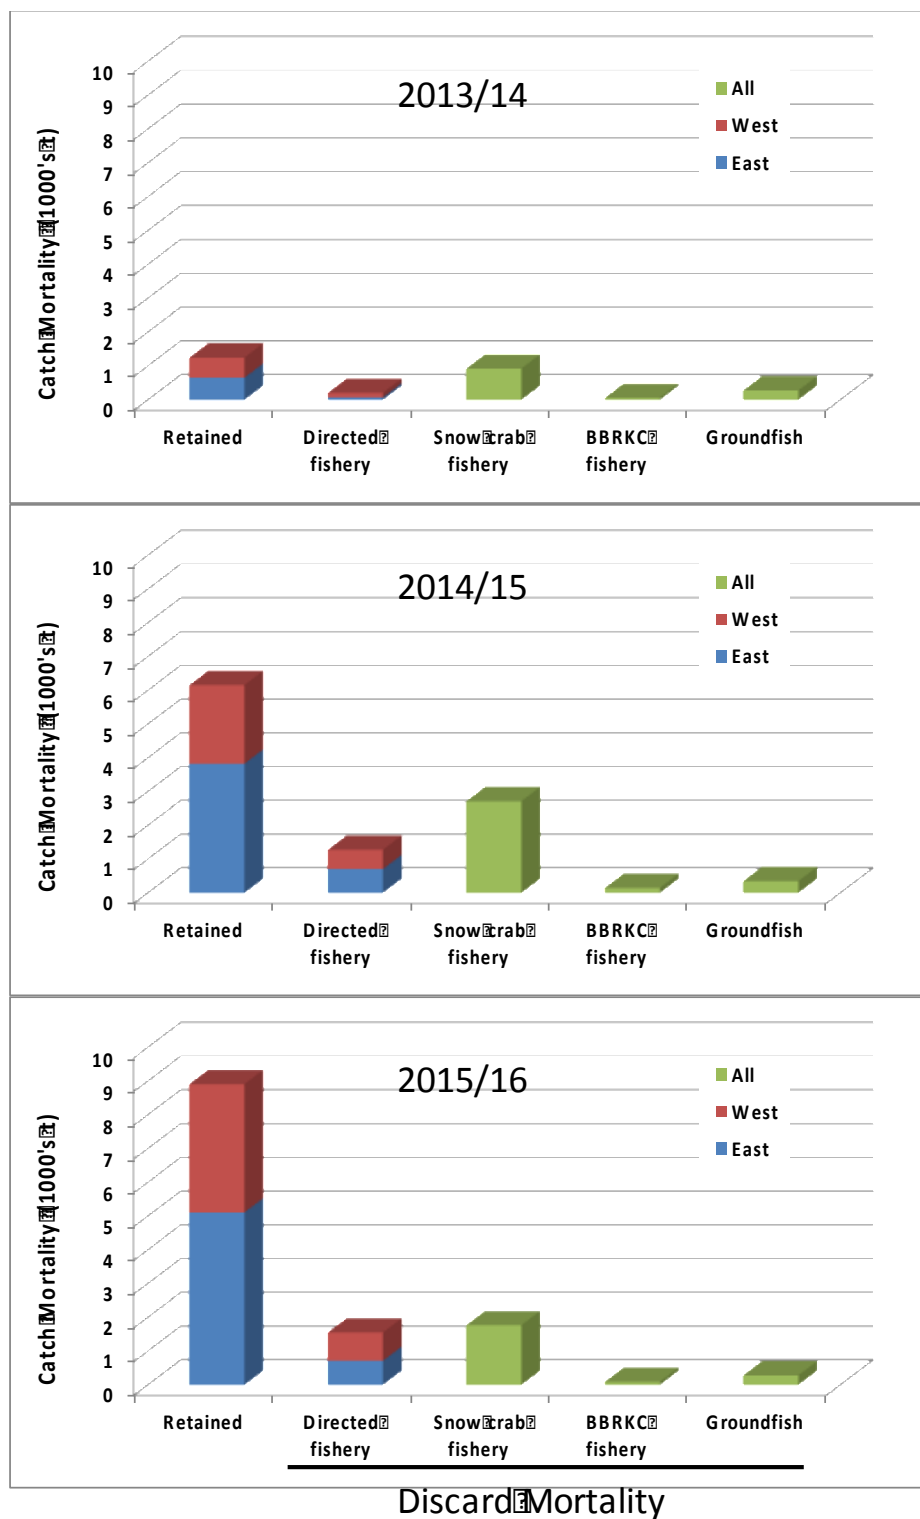 2013/14
All
West
East
Catch Mortality (1000's t)
10
9
8
7
6
5
4
3
2
1
0
Retained
Directed
fishery
Snow crab
fishery
BBRKC
fishery
Groundfish
2014/15
All
West
East
Catch Mortality (1000's t)
10
9
8
7
6
5
4
3
2
1
0
Retained
Directed
fishery
Snow crab
fishery
BBRKC
fishery
Groundfish
2015/16
All
West
East
Catch Mortality (1000's t)
10
9
8
7
6
5
4
3
2
1
0
Retained
Directed
fishery
Snow crab
fishery
BBRKC
fishery
Groundfish
Discard Mortality